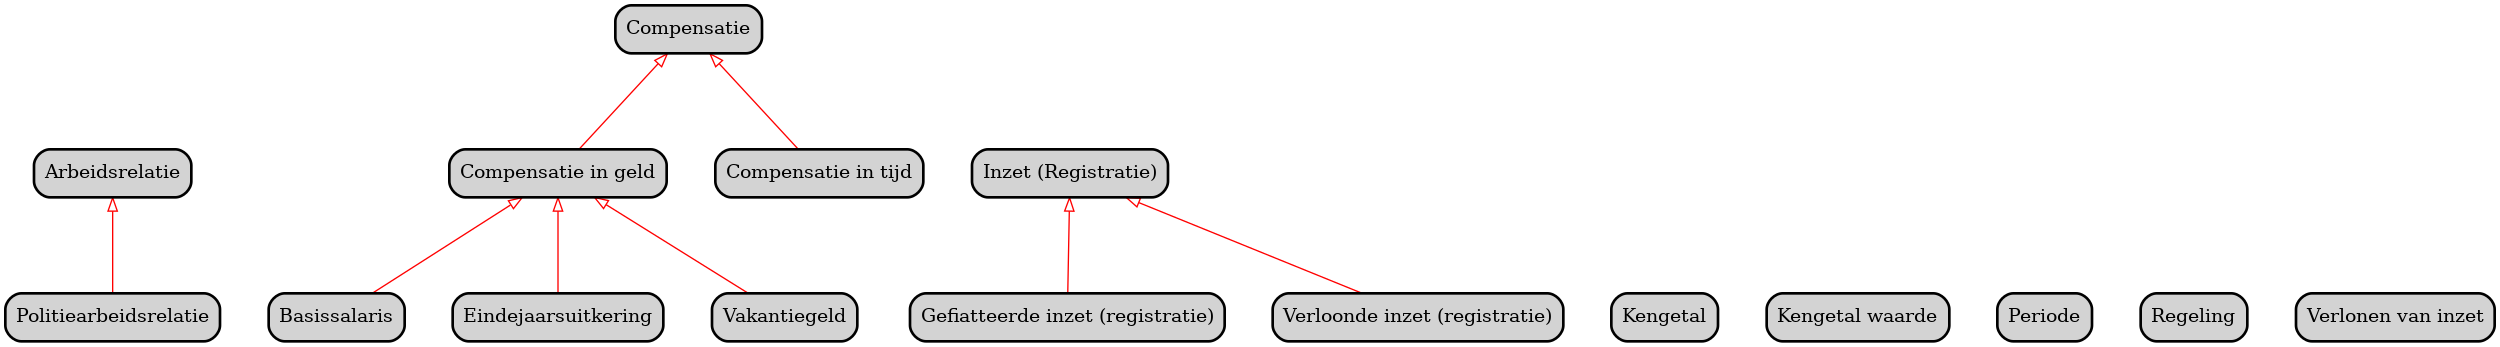 Compensatie
Arbeidsrelatie
Compensatie in geld
Compensatie in tijd
Inzet (Registratie)
Politiearbeidsrelatie
Basissalaris
Eindejaarsuitkering
Vakantiegeld
Gefiatteerde inzet (registratie)
Verloonde inzet (registratie)
Kengetal
Kengetal waarde
Periode
Regeling
Verlonen van inzet